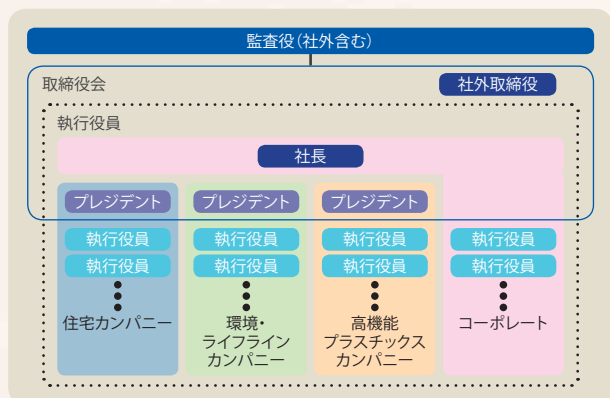 監査役（社外含む）
取締役会
社外取締役
執行役員
社長
プレジデント
プレジデント
プレジデント
執行役員
執行役員
執行役員
執行役員
執行役員
執行役員
執行役員
執行役員
住宅カンパニー
環境・
ライフライン
カンパニー
高機能
プラスチックス
カンパニー
コーポレート